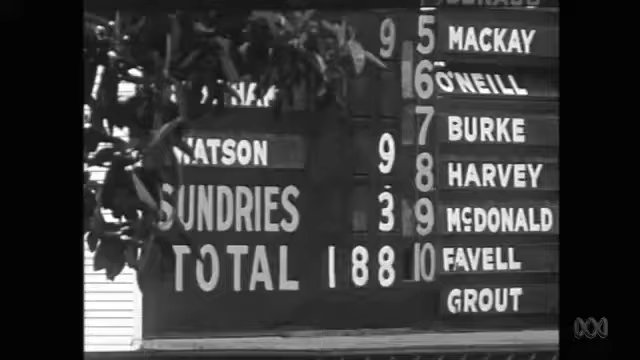 9 5 MACKAY
6 O'NEILL
7 BURKE
WATSON 9
8 HARVEY
SUNDRIES 3
9 McDONALD
TOTAL 188
10 FAVELL
GROUT